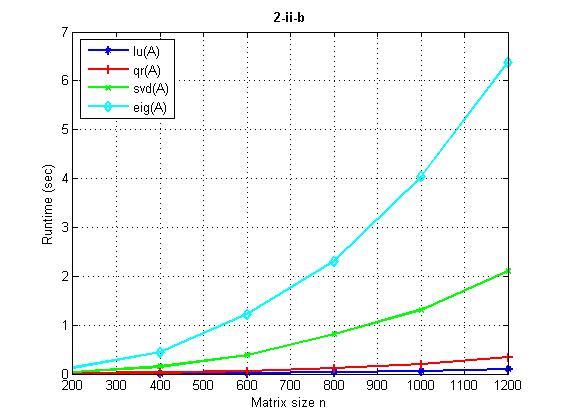 2-ii-b
7
6
5
4
3
2
1
0
Runtime (sec)
lu(A)
qr(A)
svd(A)
eig(A)
200 300 400 500 600 700 800 900 1000 1100 1200
Matrix size n